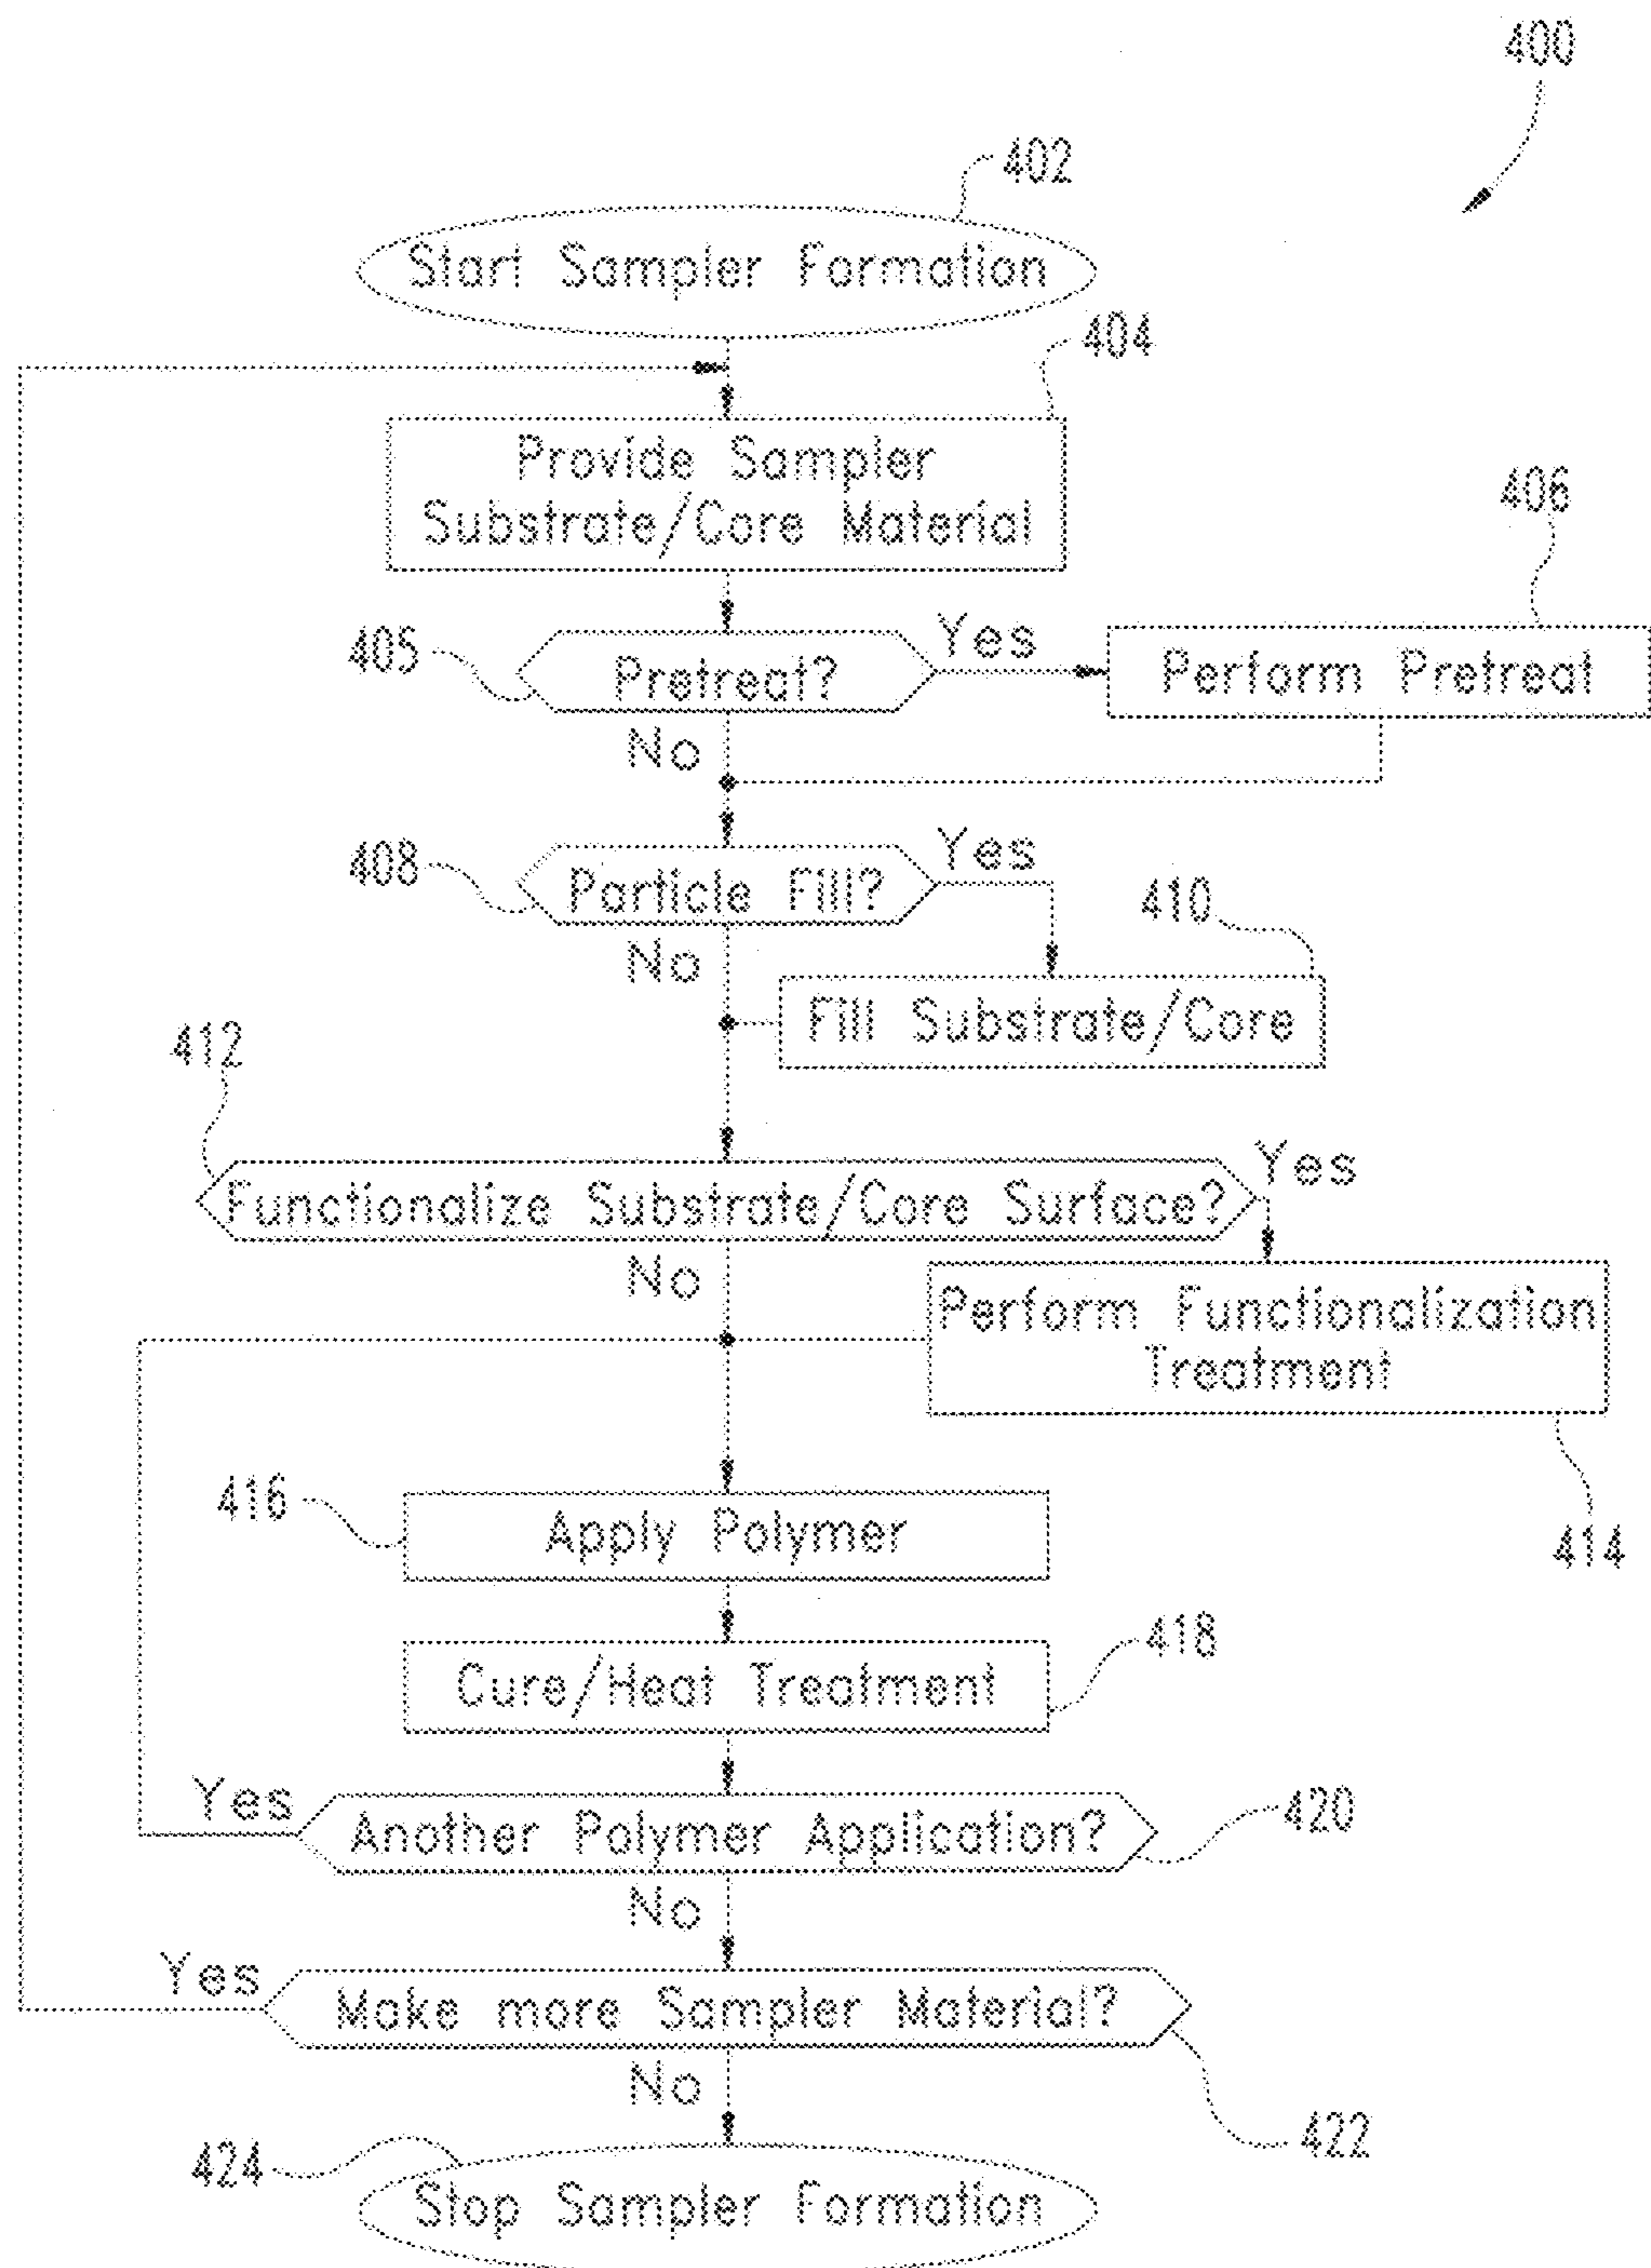 400
402
Start Sampler Formation
404
Provide Sampler
Substrate/Core Material
406
405
Pretreat?
Yes
Perform Pretreat
No
408
Particle Fill?
Yes
410
No
Fill Substrate/Core
412
Functionalize Substrate/Core Surface?
Yes
No
Perform Functionalization
Treatment
414
416
Apply Polymer
418
Cure/Heat Treatment
Yes
Another Polymer Application?
420
No
Yes
Make more Sampler Material?
422
No
424
Stop Sampler Formation